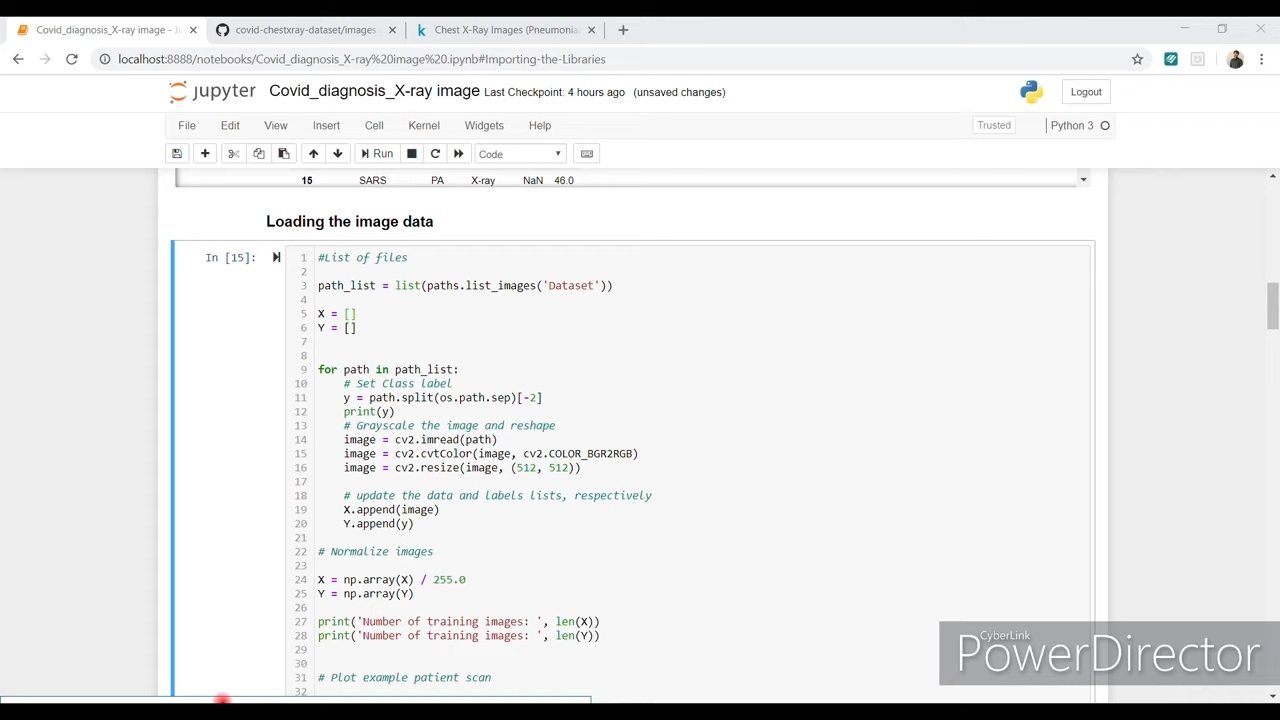 Covid_diagnosis_X-ray image - J
covid-chestxray-dataset/images
Chest X-Ray Images (Pneumonia)
localhost:8888/notebooks/Covid_diagnosis_X-ray%20image%20.ipynb#Importing-the-Libraries
jupyter Covid_diagnosis_X-ray image Last Checkpoint: 4 hours ago (unsaved changes)
Logout
File Edit View Insert Cell Kernel Widgets Help
Trusted
Python 3
Run
Code
15 SARS PA X-ray NaN 46.0
Loading the image data
In [15]:
1 #List of files
2
3 path_list = list(paths.list_images('Dataset'))
4
5 X = []
6 Y = []
7
8
9 for path in path_list:
10 # Set Class label
11 y = path.split(os.path.sep)[-2]
12 print(y)
13 # Grayscale the image and reshape
14 image = cv2.imread(path)
15 image = cv2.cvtColor(image, cv2.COLOR_BGR2RGB)
16 image = cv2.resize(image, (512, 512))
17
18 # update the data and labels lists, respectively
19 X.append(image)
20 Y.append(y)
21
22 # Normalize images
23
24 X = np.array(X) / 255.0
25 Y = np.array(Y)
26
27 print('Number of training images: ', len(X))
28 print('Number of training images: ', len(Y))
29
30
31 # Plot example patient scan
32
CyberLink
PowerDirector